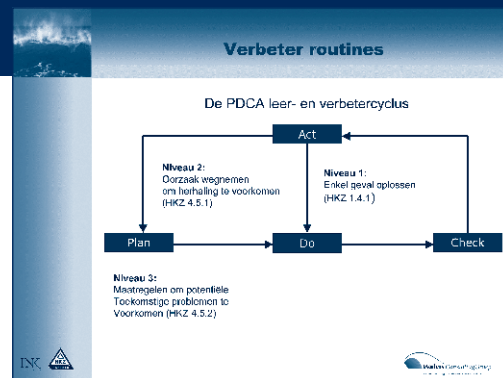 Verbeter routines
De PDCA leer- en verbetercyclus
Act
Niveau 2:
Oorzaak wegnemen
om herhaling te voorkomen
(HKZ 4.5.1)
Niveau 1:
Enkel geval oplossen
(HKZ 1.4.1)
Plan
Do
Check
Niveau 3:
Maatregelen om potentiële
Toekomstige problemen te
Voorkomen (HKZ 4.5.2)
INK
HKZ